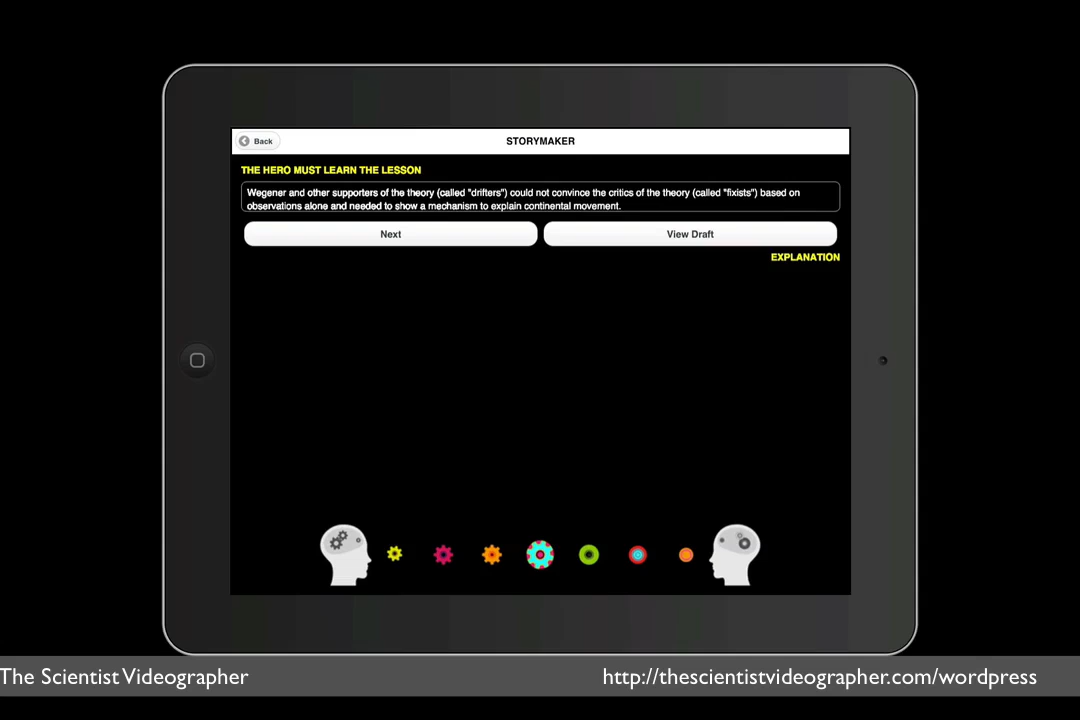 Back
STORYMAKER
THE HERO MUST LEARN THE LESSON
Wegener and other supporters of the theory (called "drifters") could not convince the critics of the theory (called "fixists") based on
observations alone and needed to show a mechanism to explain continental movement.
Next
View Draft
EXPLANATION
The Scientist Videographer
http://thescientistvideographer.com/wordpress